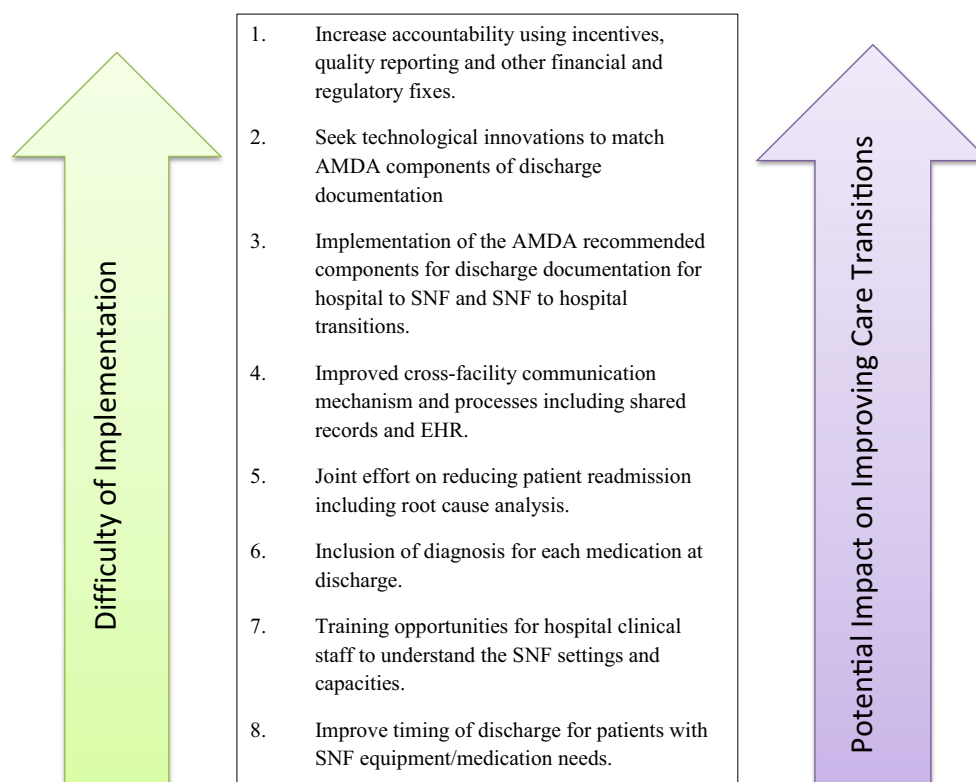 Difficulty of Implementation
1. Increase accountability using incentives,
quality reporting and other financial and
regulatory fixes.
2. Seek technological innovations to match
AMDA components of discharge
documentation
3. Implementation of the AMDA recommended
components for discharge documentation for
hospital to SNF and SNF to hospital
transitions.
4. Improved cross-facility communication
mechanism and processes including shared
records and EHR.
5. Joint effort on reducing patient readmission
including root cause analysis.
6. Inclusion of diagnosis for each medication at
discharge.
7. Training opportunities for hospital clinical
staff to understand the SNF settings and
capacities.
8. Improve timing of discharge for patients with
SNF equipment/medication needs.
Potential Impact on Improving Care Transitions